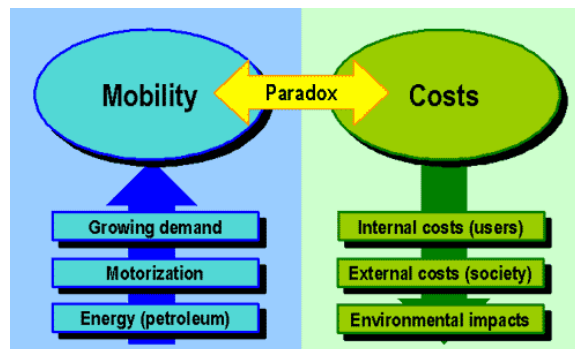 Mobility
Paradox
Costs
Growing demand
Motorization
Energy (petroleum)
Internal costs (users)
External costs (society)
Environmental impacts